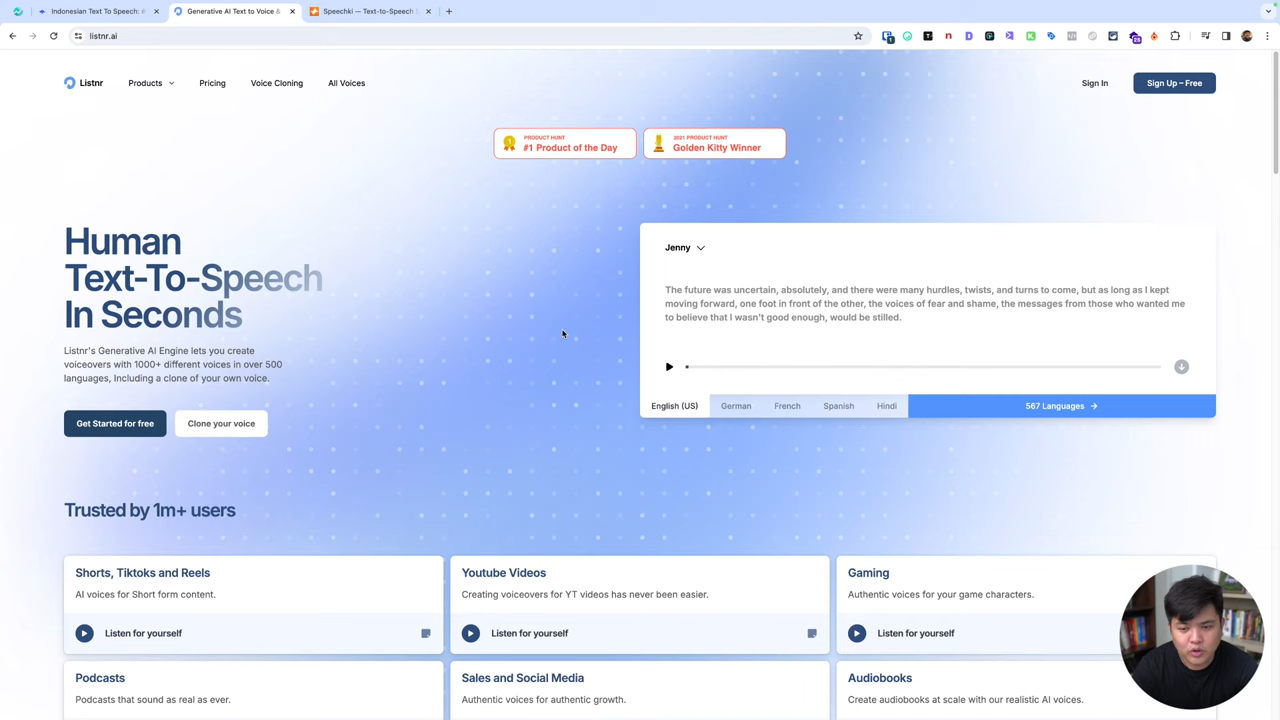 Indonesian Text To Speech: #
Generative AI Text to Voice &
Speechki — Text-to-Speech
listnr.ai
Listnr
Products
Pricing
Voice Cloning
All Voices
Sign In
Sign Up – Free
PRODUCT HUNT
#1 Product of the Day
2021 PRODUCT HUNT
Golden Kitty Winner
Human
Text-To-Speech
In Seconds
Listnr's Generative AI Engine lets you create
voiceovers with 1000+ different voices in over 500
languages, Including a clone of your own voice.
Get Started for free
Clone your voice
Jenny
The future was uncertain, absolutely, and there were many hurdles, twists, and turns to come, but as long as I kept
moving forward, one foot in front of the other, the voices of fear and shame, the messages from those who wanted me
to believe that I wasn't good enough, would be stilled.
English (US)
German
French
Spanish
Hindi
567 Languages
Trusted by 1m+ users
Shorts, Tiktoks and Reels
AI voices for Short form content.
Listen for yourself
Youtube Videos
Creating voiceovers for YT videos has never been easier.
Listen for yourself
Gaming
Authentic voices for your game characters.
Listen for yourself
Podcasts
Podcasts that sound as real as ever.
Sales and Social Media
Authentic voices for authentic growth.
Audiobooks
Create audiobooks at scale with our realistic AI voices.